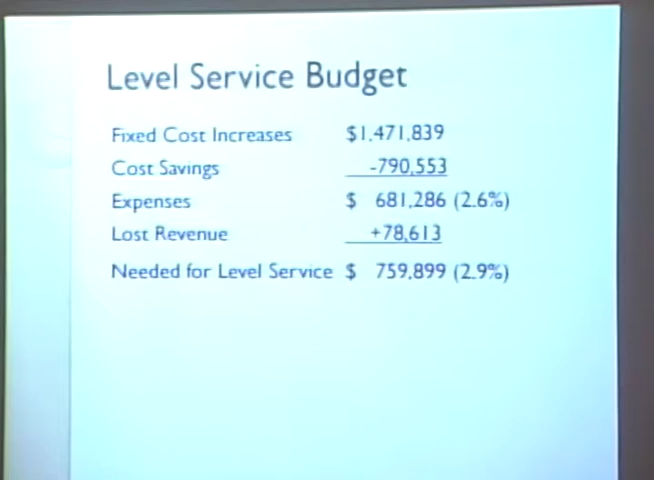 Level Service Budget
Fixed Cost Increases $1,471,839
Cost Savings -790,553
Expenses $ 681,286 (2.6%)
Lost Revenue +78,613
Needed for Level Service $ 759,899 (2.9%)